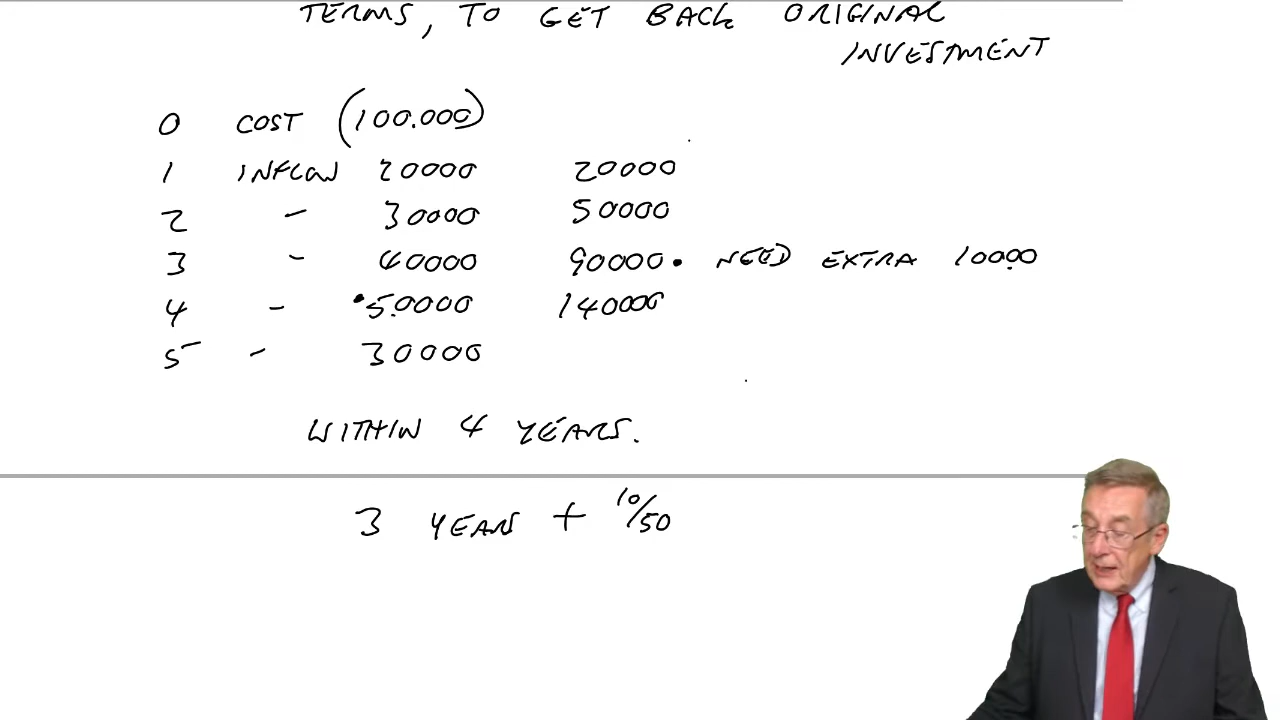 TERMS, TO GET BACK ORIGINAL
INVESTMENT
0 COST (100.000)
1 INFLOW 20000 20000
2 - 30000 50000
3 - 40000 90000. NEED EXTRA 10000
4 - 50000 140000
5 - 30000
WITHIN 4 YEARS.
3 YEARS + 10/50